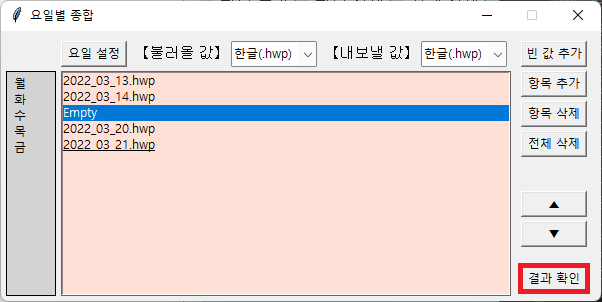 요일별 종합
요일 설정 【불러올 값】 한글(.hwp) 【내보낼 값】 한글(.hwp) 빈 값 추가
월
화
수
목
금
2022_03_13.hwp
2022_03_14.hwp
Empty
2022_03_20.hwp
2022_03_21.hwp
항목 추가
항목 삭제
전체 삭제
▲
▼
결과 확인